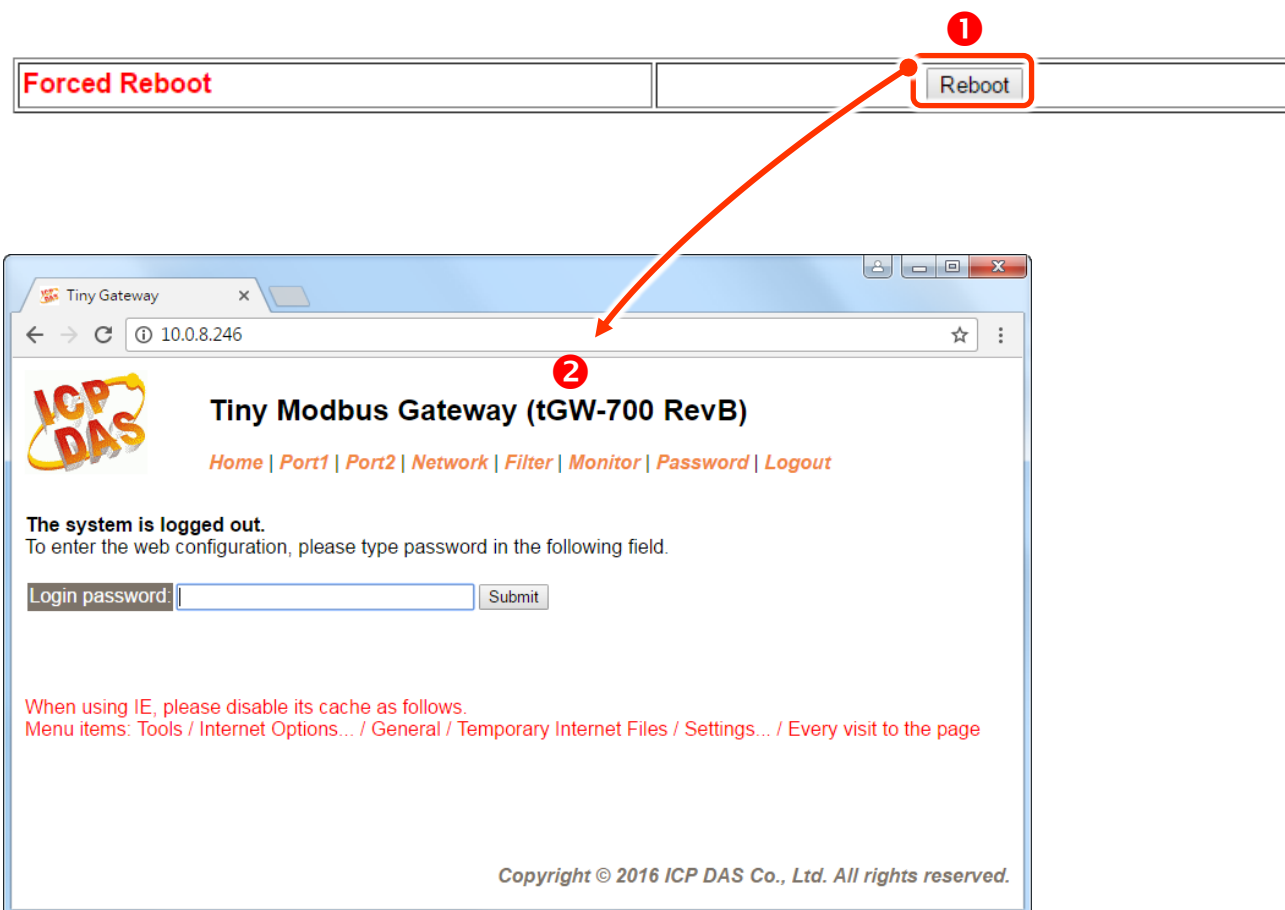 1
Forced Reboot Reboot
Tiny Gateway
10.0.8.246
2
ICP DAS
Tiny Modbus Gateway (tGW-700 RevB)
Home | Port1 | Port2 | Network | Filter | Monitor | Password | Logout
The system is logged out.
To enter the web configuration, please type password in the following field.
Login password: Submit
When using IE, please disable its cache as follows.
Menu items: Tools / Internet Options... / General / Temporary Internet Files / Settings... / Every visit to the page
Copyright © 2016 ICP DAS Co., Ltd. All rights reserved.